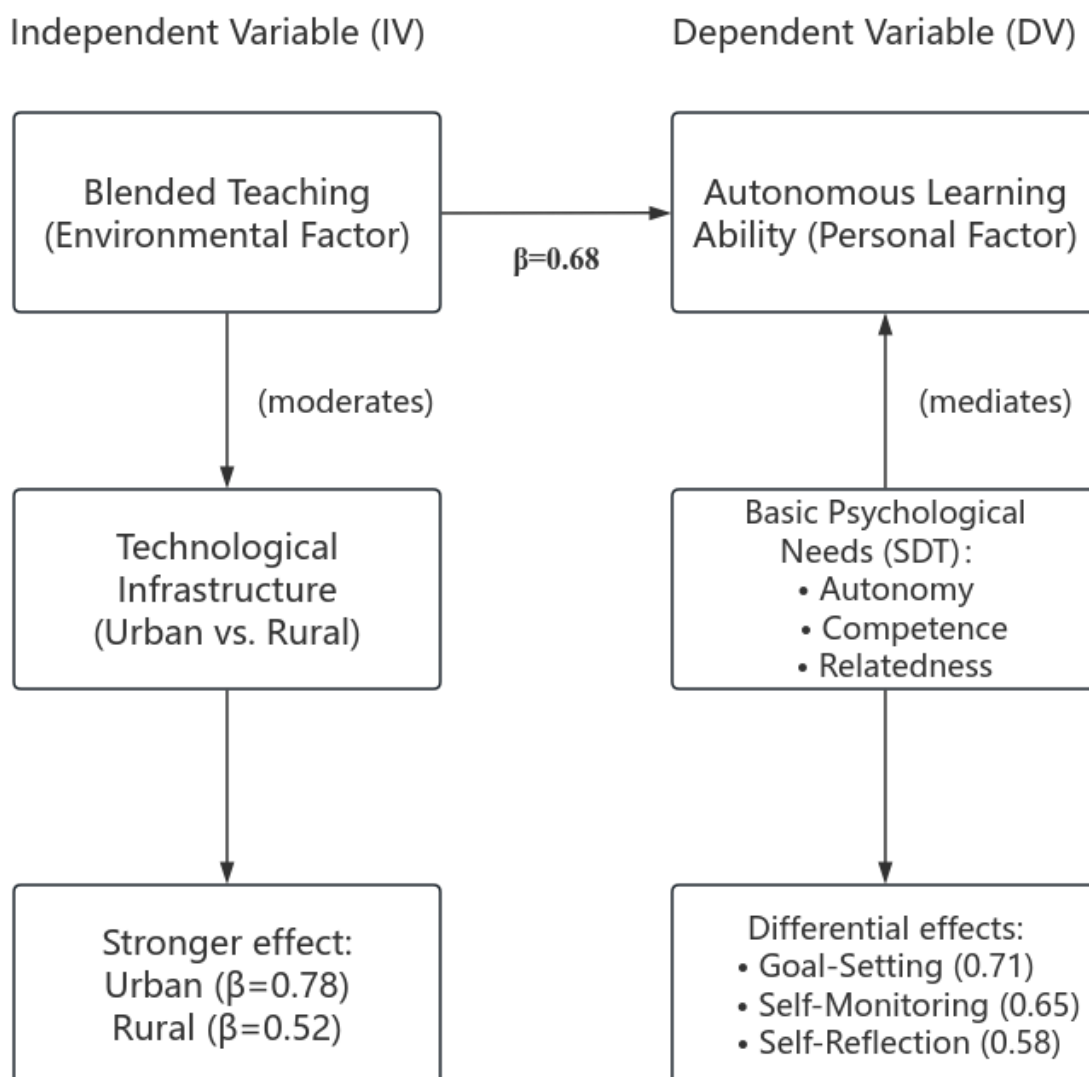 Independent Variable (IV)
Dependent Variable (DV)
Blended Teaching
(Environmental Factor)
β=0.68
Autonomous Learning
Ability (Personal Factor)
(moderates)
(mediates)
Technological
Infrastructure
(Urban vs. Rural)
Basic Psychological
Needs (SDT):
• Autonomy
• Competence
• Relatedness
Stronger effect:
Urban (β=0.78)
Rural (β=0.52)
Differential effects:
• Goal-Setting (0.71)
• Self-Monitoring (0.65)
• Self-Reflection (0.58)